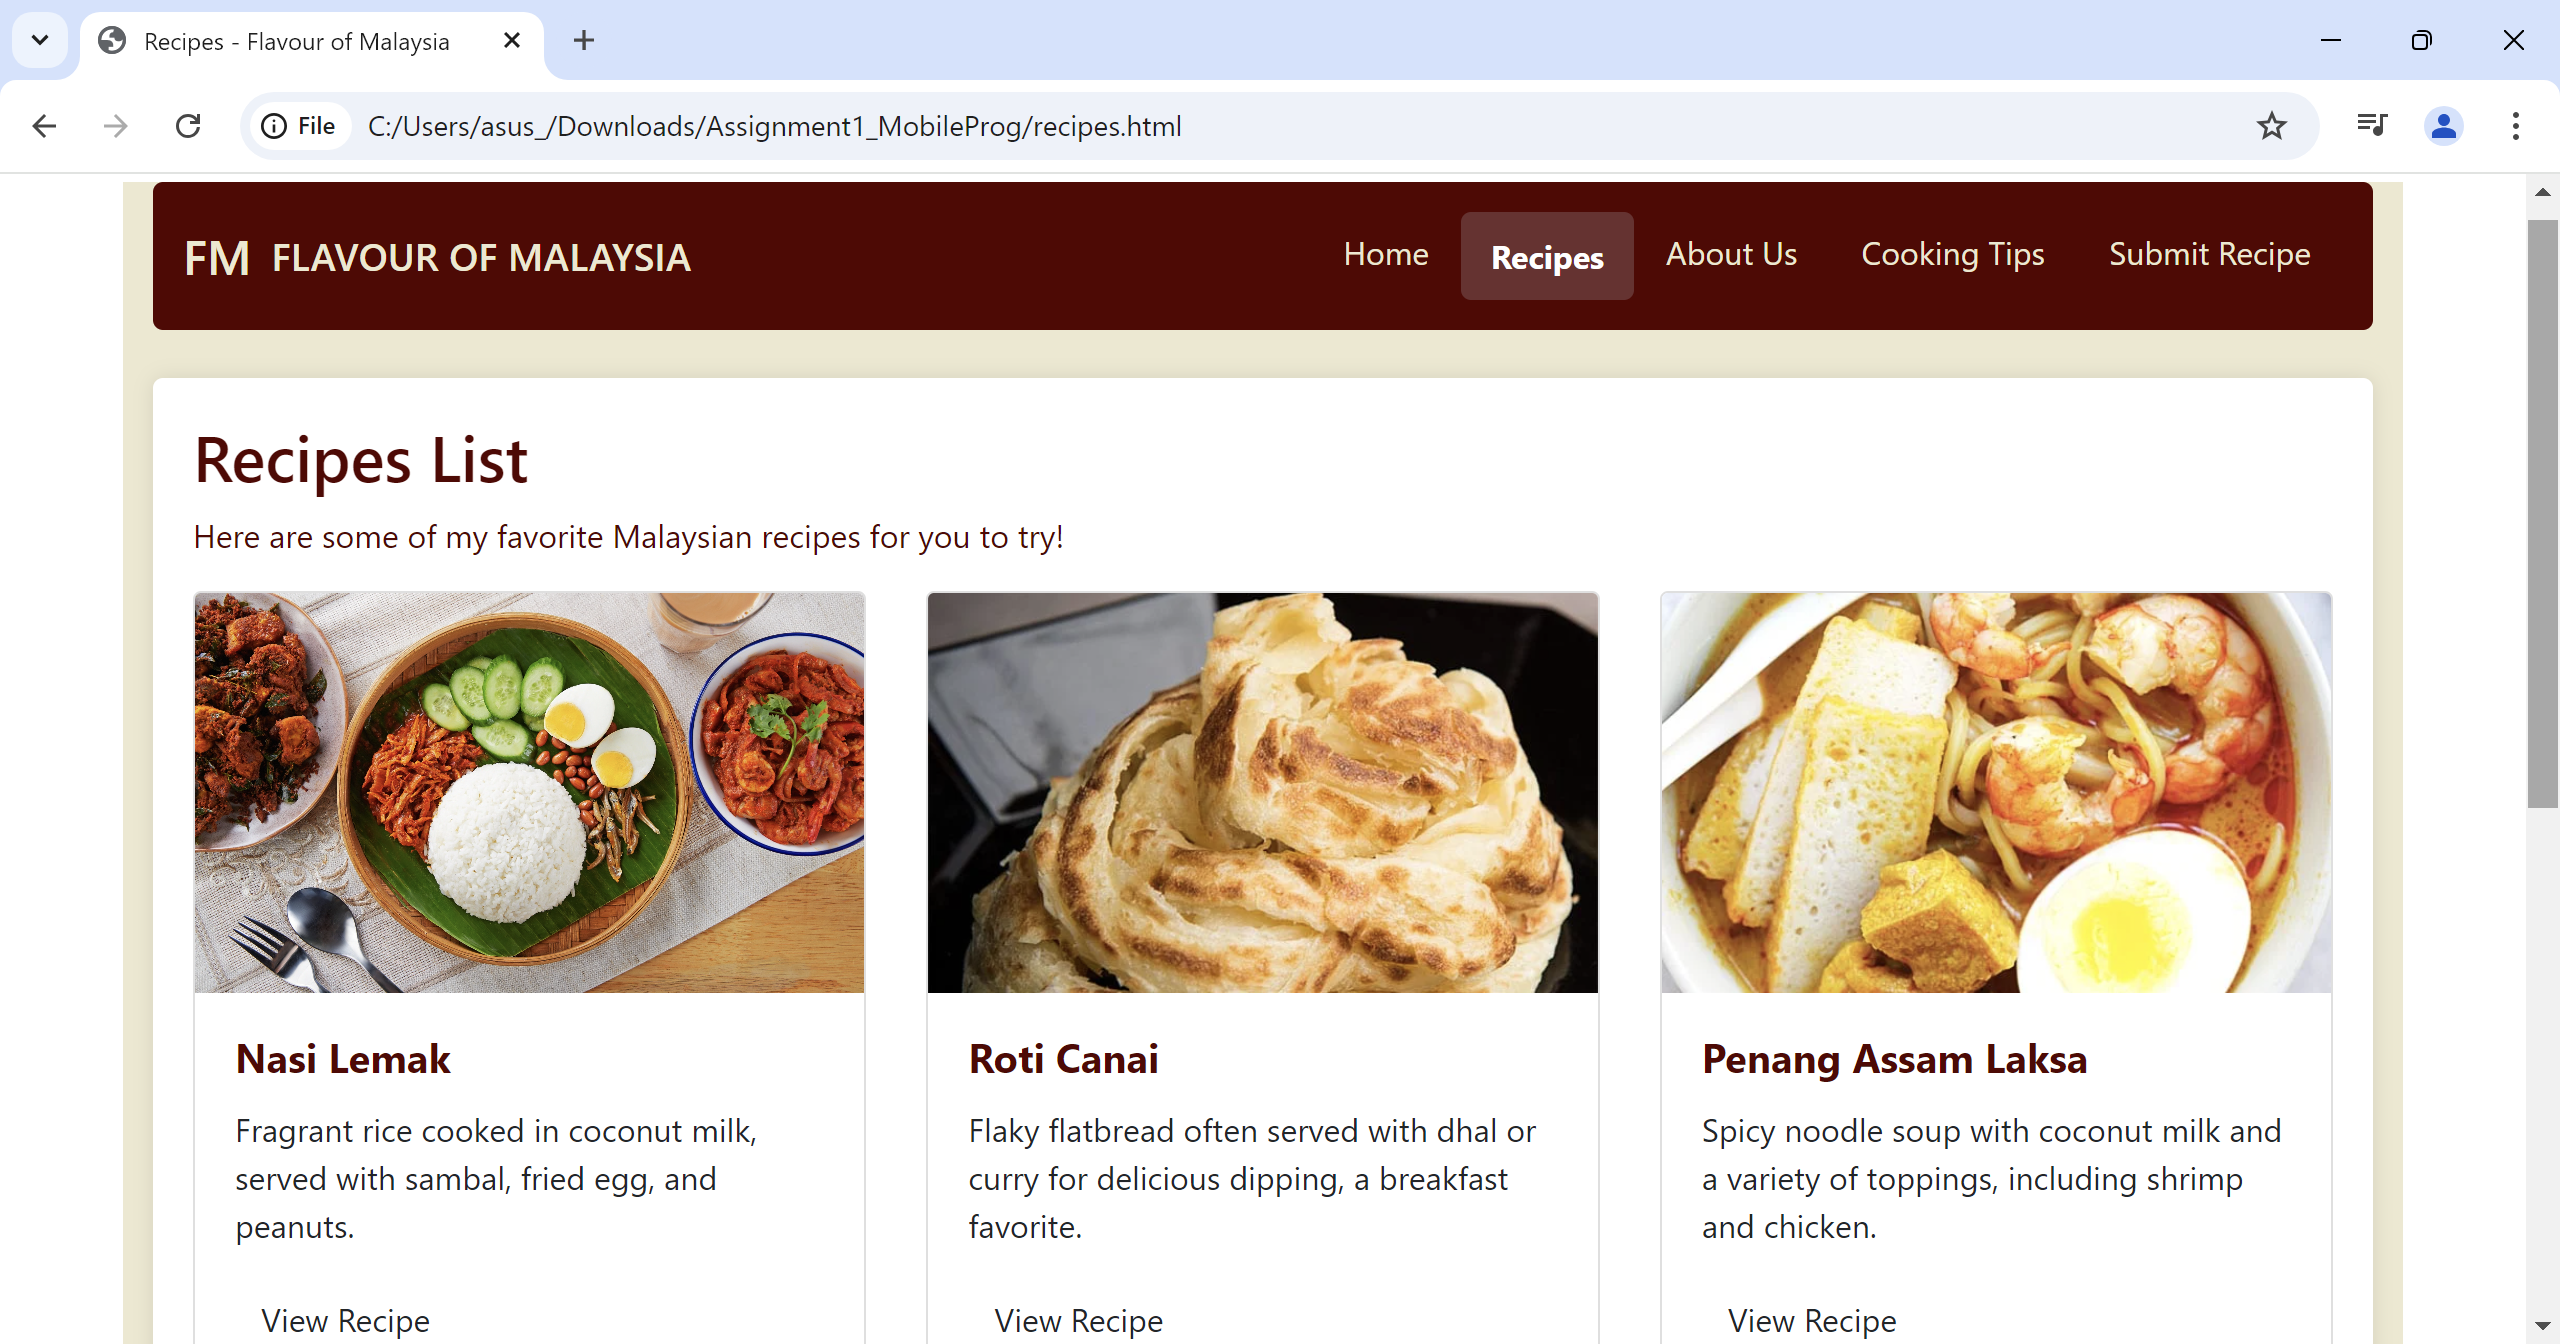 Recipes - Flavour of Malaysia
File C:/Users/asus_/Downloads/Assignment1_MobileProg/recipes.html
FM FLAVOUR OF MALAYSIA
Home Recipes About Us Cooking Tips Submit Recipe
Recipes List
Here are some of my favorite Malaysian recipes for you to try!
Nasi Lemak
Fragrant rice cooked in coconut milk,
served with sambal, fried egg, and
peanuts.
View Recipe
Roti Canai
Flaky flatbread often served with dhal or
curry for delicious dipping, a breakfast
favorite.
View Recipe
Penang Assam Laksa
Spicy noodle soup with coconut milk and
a variety of toppings, including shrimp
and chicken.
View Recipe